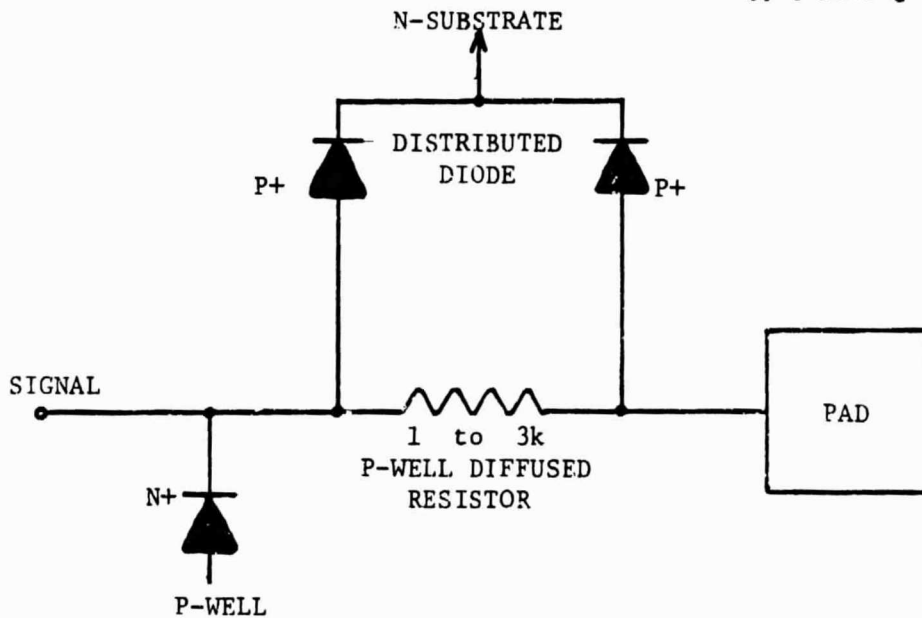 N-SUBSTRATE
DISTRIBUTED
DIODE
P+
P+
SIGNAL
1 to 3k
P-WELL DIFFUSED
RESISTOR
PAD
N+
P-WELL